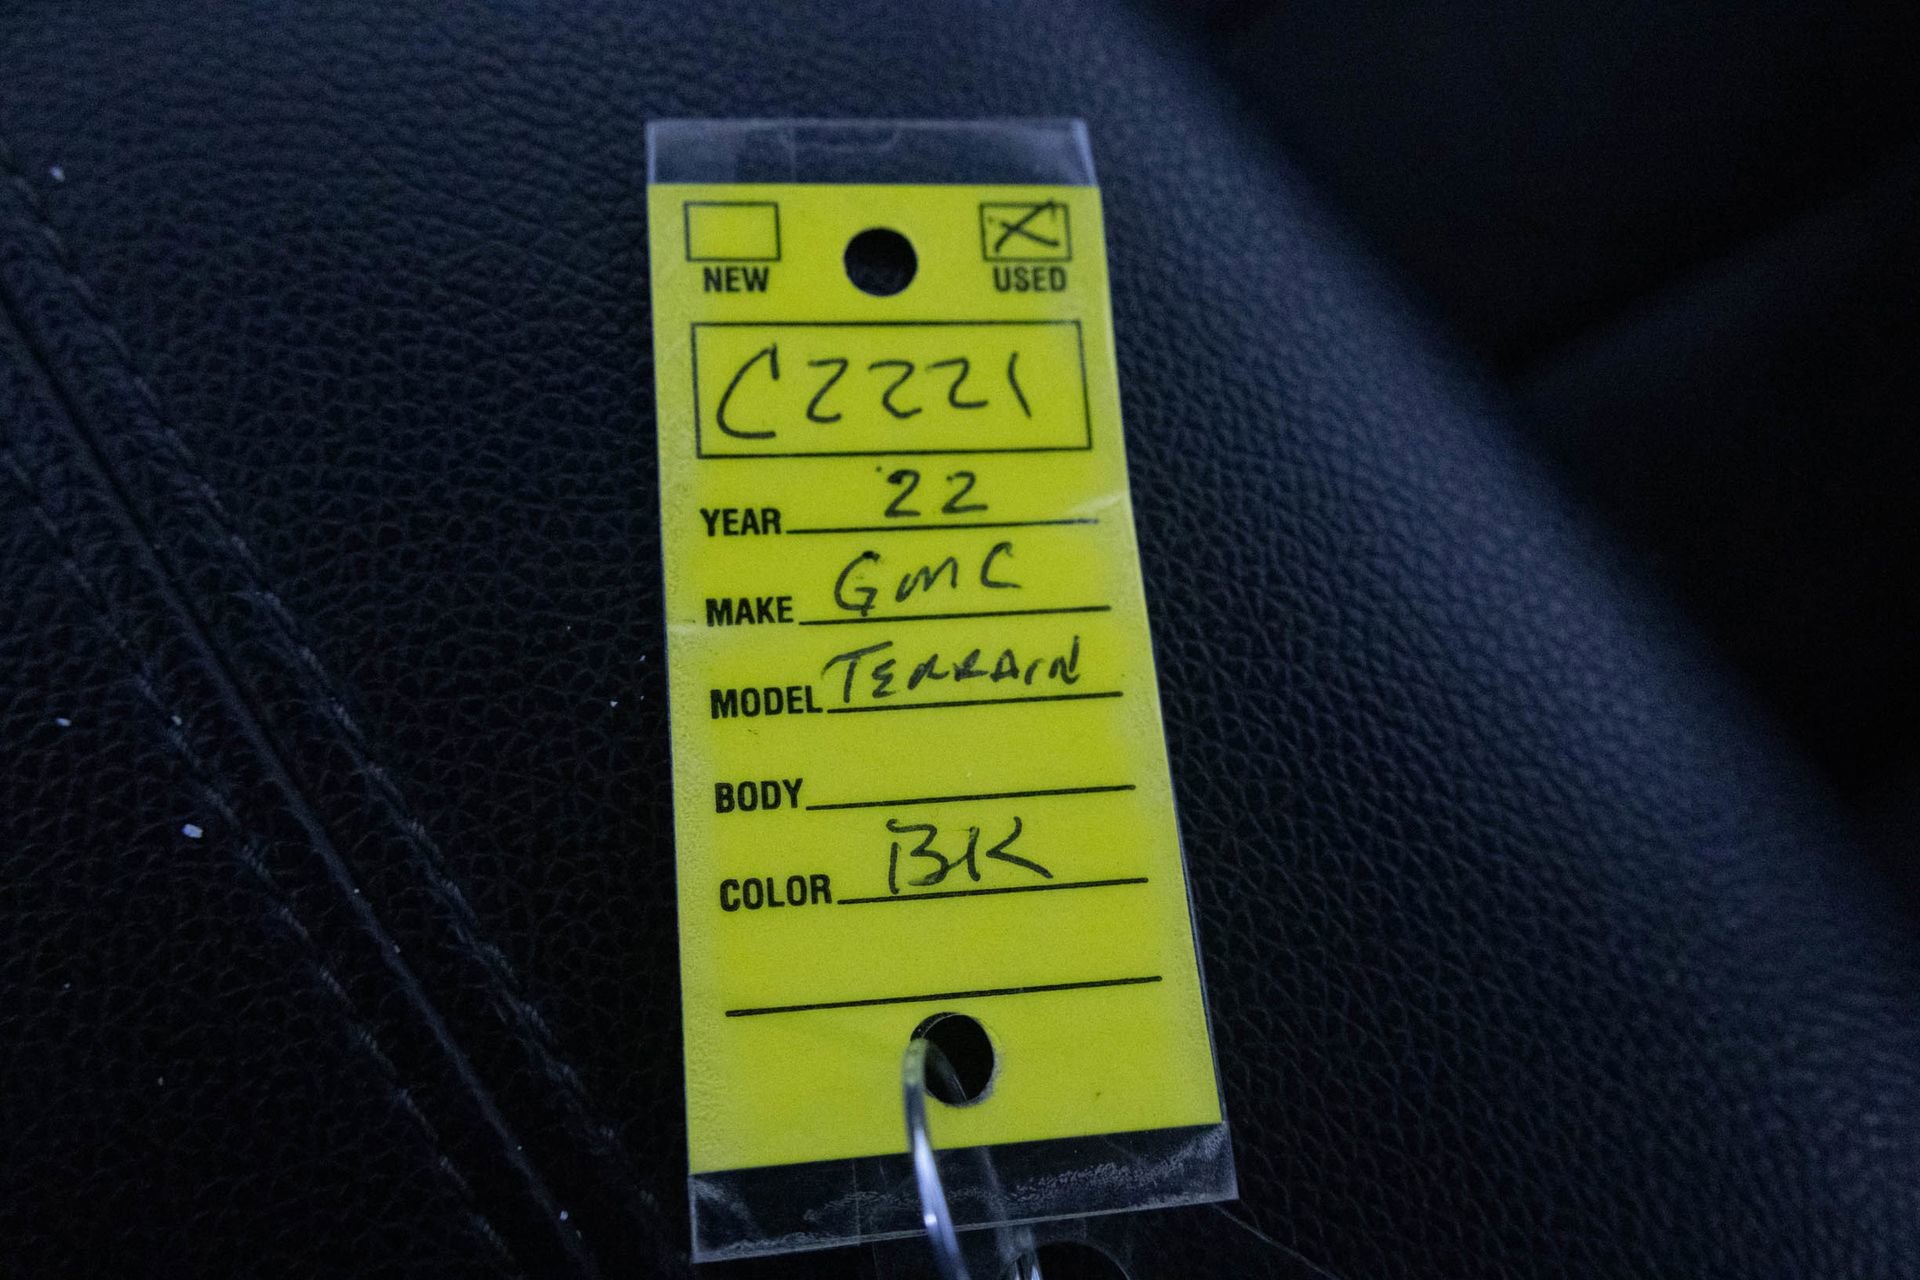 NEW USED
C2221
YEAR 22
MAKE GMC
MODEL TERRAIN
BODY
COLOR BK